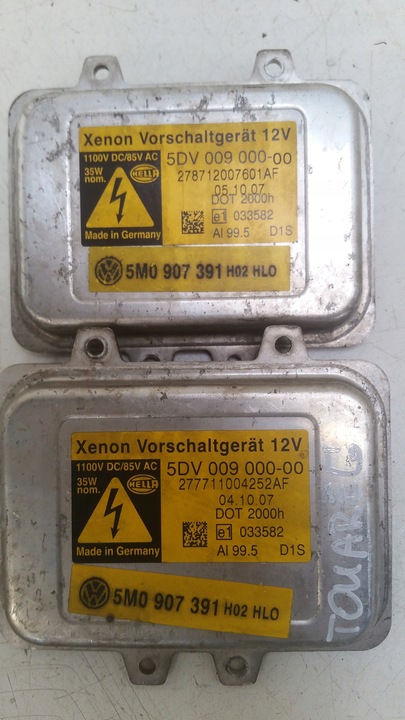 Xenon Vorschaltgerät 12V
1100V DC/85V AC
35W
nom.
HELLA
5DV 009 000-00
278712007601AF
05.10.07
DOT 2000h
e1 033582
Made in Germany
Al 99.5 D1S
5M0 907 391 H02 HLO
Xenon Vorschaltgerät 12V
1100V DC/85V AC
35W
nom.
HELLA
5DV 009 000-00
277711004252AF
04.10.07
DOT 2000h
e1 033582
Made in Germany
Al 99.5 D1S
5M0 907 391 H02 HLO